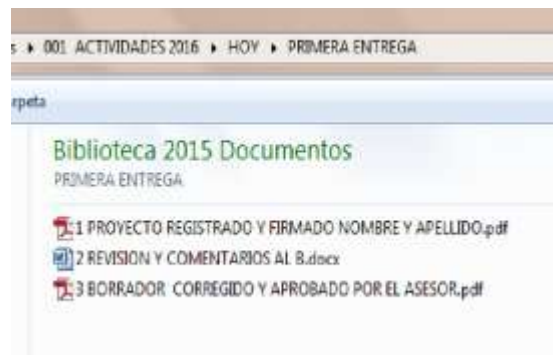 s ▸ 001 ACTIVIDADES 2016 ▸ HOY ▸ PRIMERA ENTREGA
rpeta
Biblioteca 2015 Documentos
PRIMERA ENTREGA
1 PROYECTO REGISTRADO Y FIRMADO NOMBRE Y APELLIDO.pdf
2 REVISION Y COMENTARIOS AL B.docx
3 BORRADOR CORREGIDO Y APROBADO POR EL ASESOR.pdf